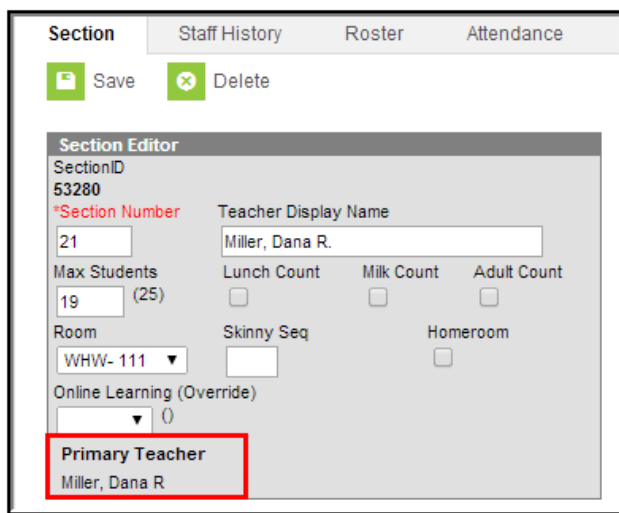 Section Staff History Roster Attendance
Save Delete
Section Editor
SectionID
53280
*Section Number Teacher Display Name
21 Miller, Dana R.
Max Students Lunch Count Milk Count Adult Count
19 (25)
Room Skinny Seq Homeroom
WHW- 111
Online Learning (Override)
()
Primary Teacher
Miller, Dana R